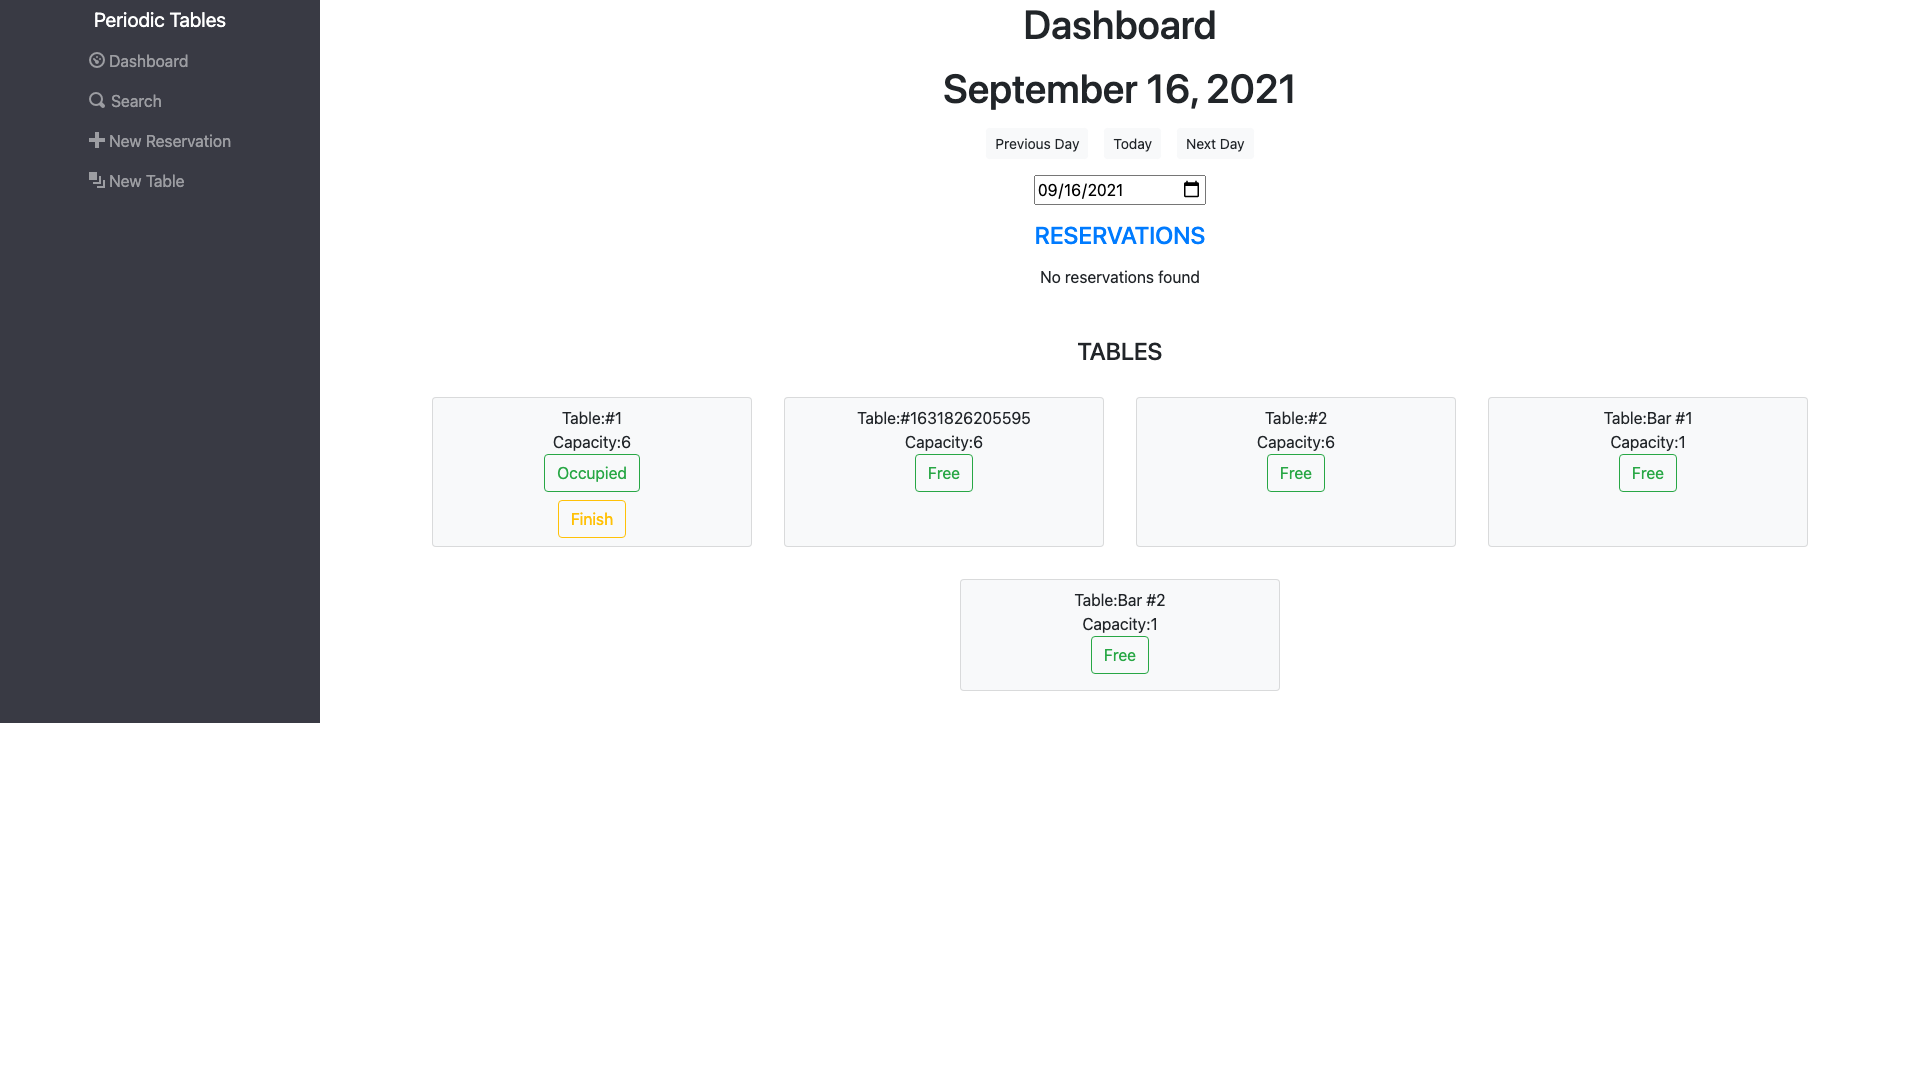 Periodic Tables
Dashboard
Search
New Reservation
New Table
Dashboard
September 16, 2021
Previous Day Today Next Day
09/16/2021
RESERVATIONS
No reservations found
TABLES
Table:#1
Capacity:6
Occupied
Finish
Table:#1631826205595
Capacity:6
Free
Table:#2
Capacity:6
Free
Table:Bar #1
Capacity:1
Free
Table:Bar #2
Capacity:1
Free